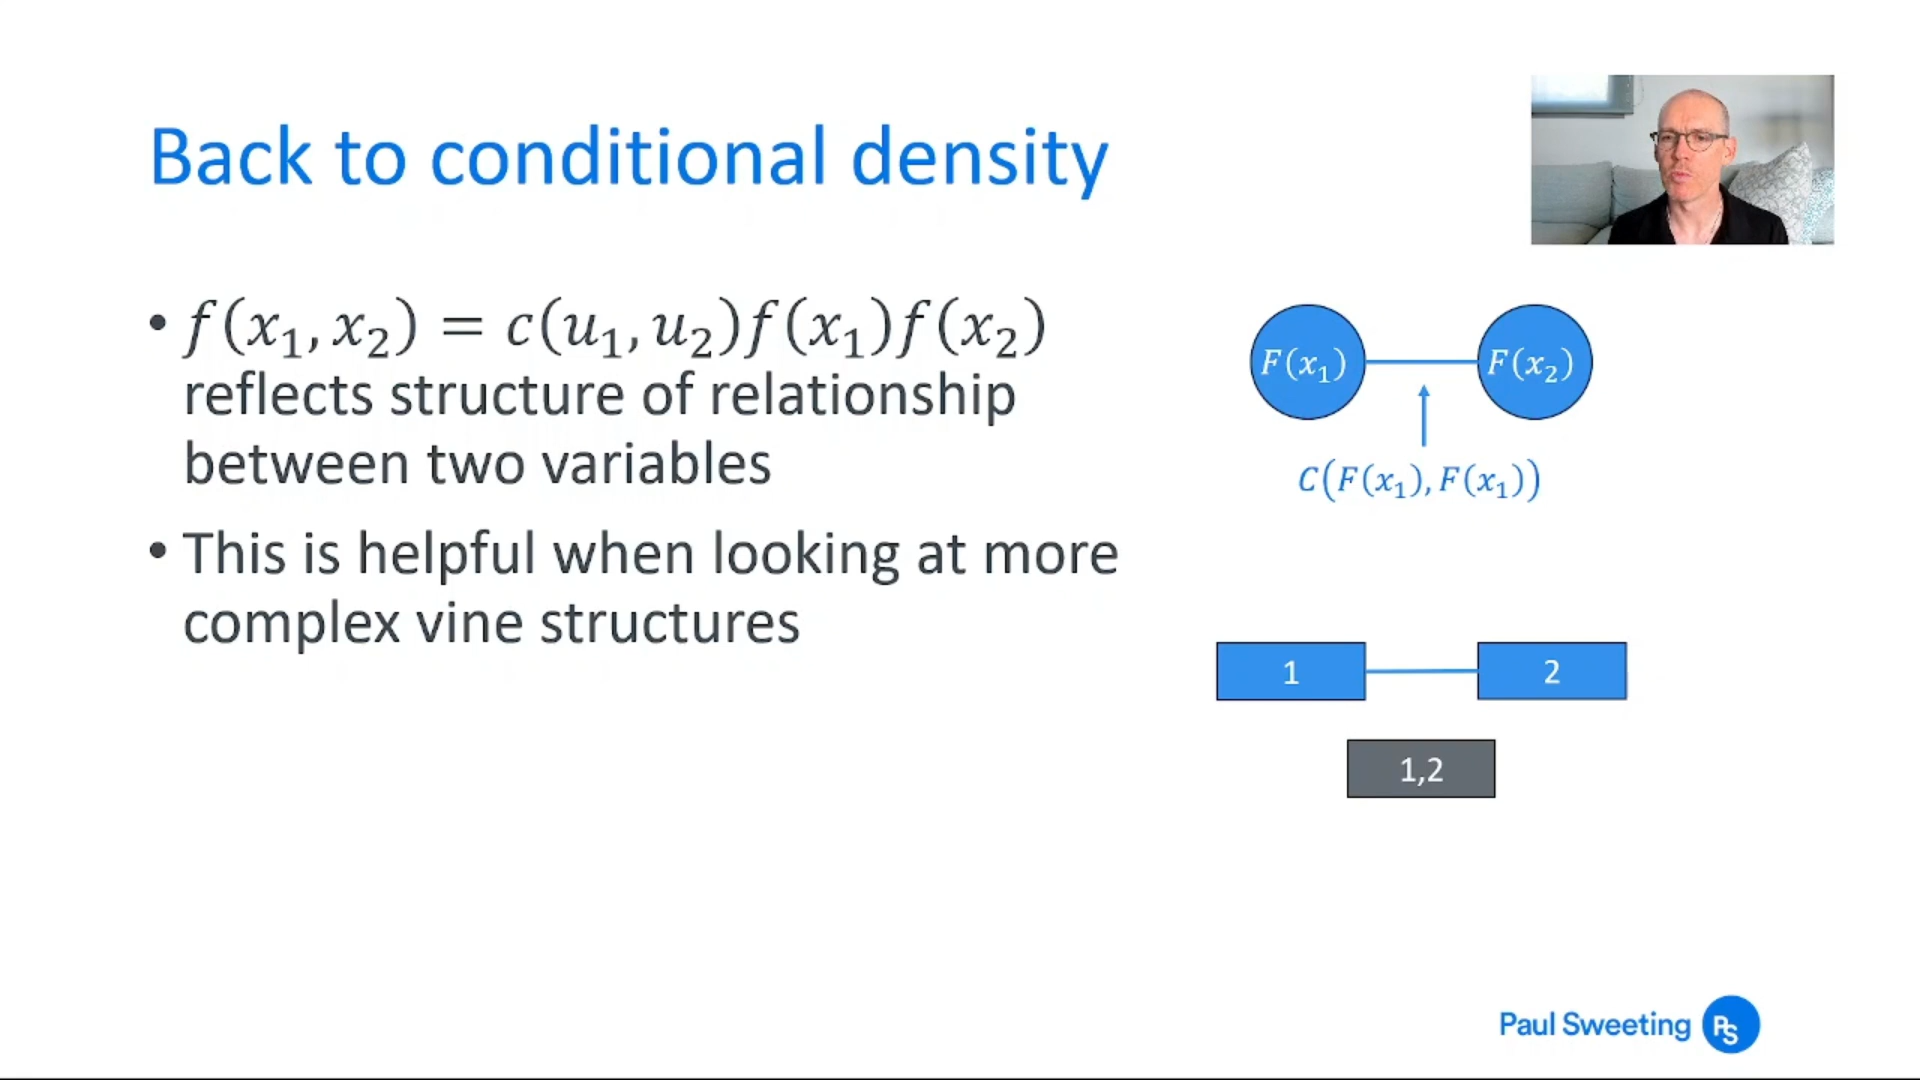 Back to conditional density
• f(x₁, x₂) = c(u₁, u₂)f(x₁)f(x₂)
reflects structure of relationship
between two variables
• This is helpful when looking at more
complex vine structures
F(x₁) F(x₂)
C(F(x₁), F(x₁))
1 2
1,2
Paul Sweeting PS